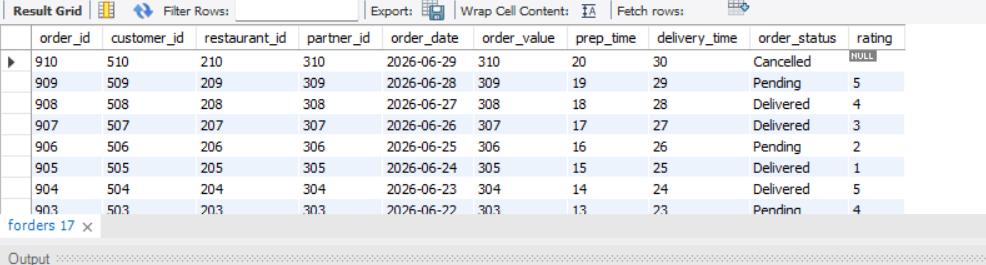 Result Grid Filter Rows: Export: Wrap Cell Content: IA Fetch rows:
order_id customer_id restaurant_id partner_id order_date order_value prep_time delivery_time order_status rating
910 510 210 310 2026-06-29 310 20 30 Cancelled NULL
909 509 209 309 2026-06-28 309 19 29 Pending 5
908 508 208 308 2026-06-27 308 18 28 Delivered 4
907 507 207 307 2026-06-26 307 17 27 Delivered 3
906 506 206 306 2026-06-25 306 16 26 Pending 2
905 505 205 305 2026-06-24 305 15 25 Delivered 1
904 504 204 304 2026-06-23 304 14 24 Delivered 5
903 503 203 303 2026-06-22 303 13 23 Pending 4
forders 17
Output